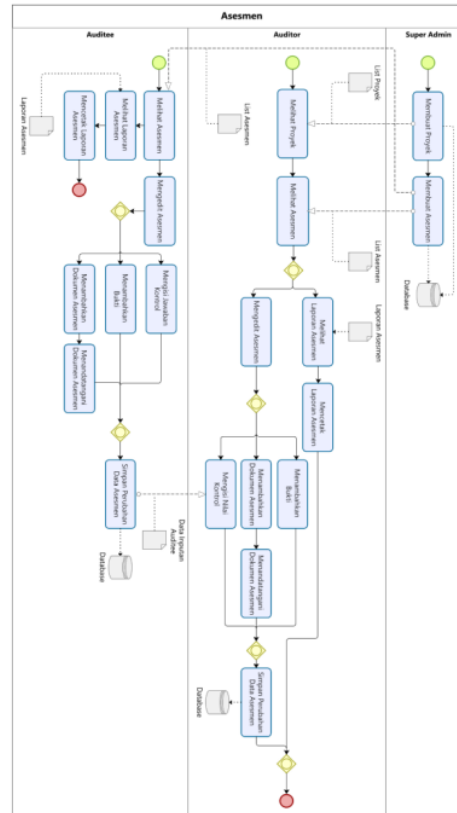 Asesmen
Auditee
Auditor
Super Admin
Membuat Proyek
Membuat Asesmen
Database
List Proyek
List Asesmen
Melihat Proyek
Melihat Asesmen
List Asesmen
Melihat
Laporan Asesmen
Mencetak
Laporan Asesmen
Laporan Asesmen
Mengedit Asesmen
Menambahkan
Bukti
Menambahkan
Dokumen Asesmen
Mengisi Nilai
Kontrol
Menandatangani
Dokumen Asesmen
Simpan Perubahan
Data Asesmen
Database
Melihat Asesmen
Melihat Laporan
Asesmen
Mencetak Laporan
Asesmen
Laporan Asesmen
Mengedit Asesmen
Mengisi Jawaban
Kontrol
Menambahkan
Bukti
Menambahkan
Dokumen Asesmen
Menandatangani
Dokumen Asesmen
Simpan Perubahan
Data Asesmen
Data Inputan
Auditee
Database